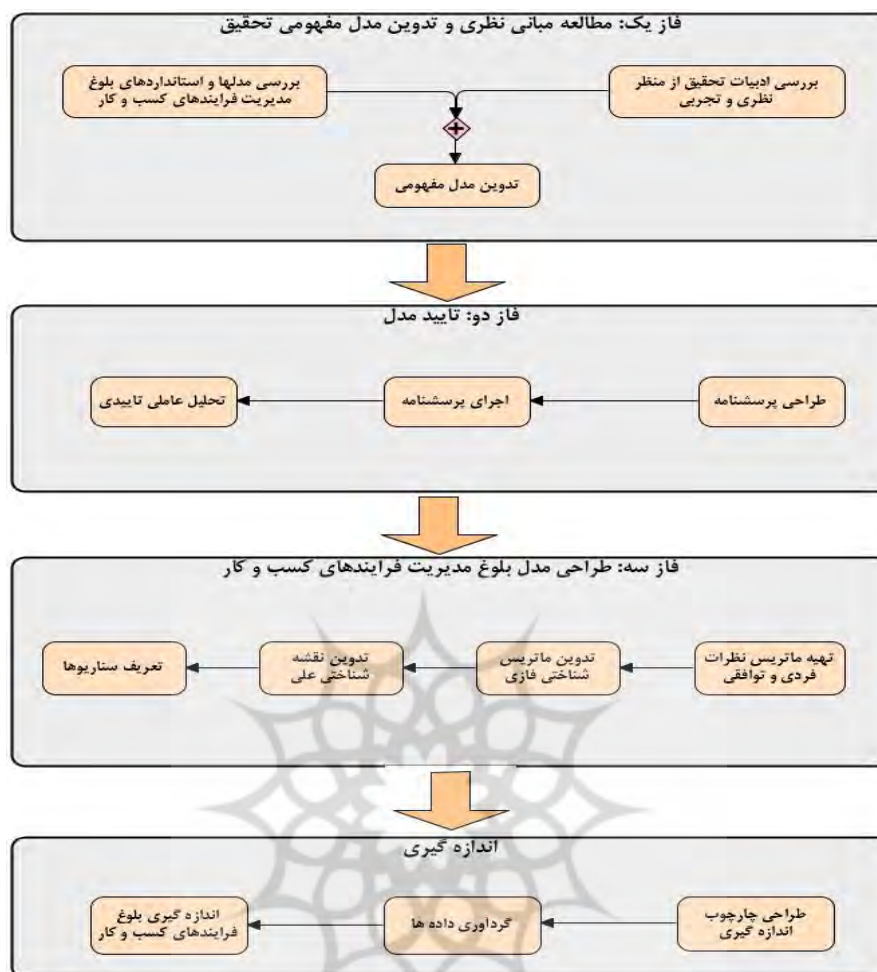 فاز یک: مطالعه مبانی نظری و تدوین مدل مفهومی تحقیق
بررسی ادبیات تحقیق از منظر
نظری و تجربی
بررسی مدلها و استانداردهای بلوغ
مدیریت فرایندهای کسب و کار
تدوین مدل مفهومی
فاز دو: تایید مدل
طراحی پرسشنامه
اجرای پرسشنامه
تحلیل عاملی تاییدی
فاز سه: طراحی مدل بلوغ مدیریت فرایندهای کسب و کار
تهیه ماتریس نظرات
فردی و توافقی
تدوین ماتریس
شناختی فازی
تدوین نقشه
شناختی علی
تعریف سناریوها
اندازه گیری
طراحی چارچوب
اندازه گیری
گردآوری داده ها
اندازه گیری بلوغ
فرایندهای کسب و کار